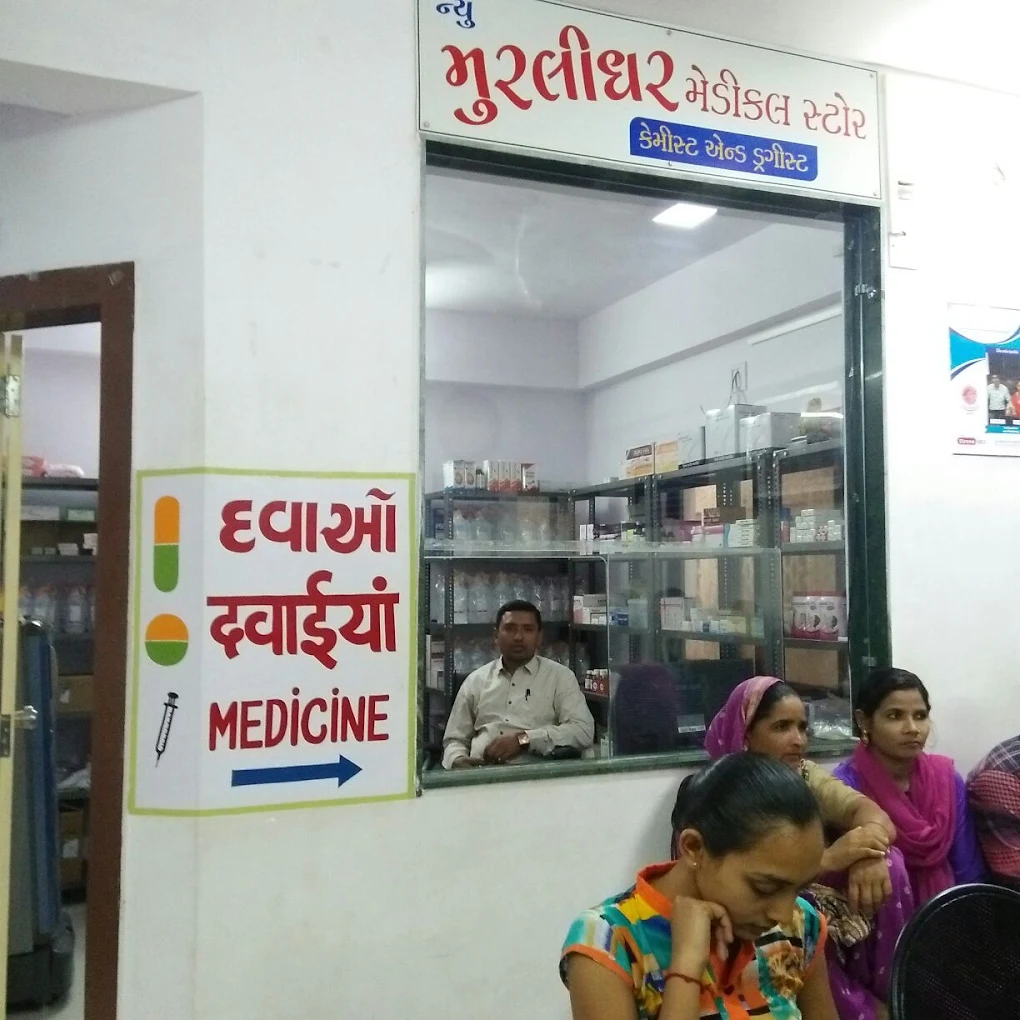 ન્યુ
મુરલીધર મેડીકલ સ્ટોર
કેમીસ્ટ એન્ડ ડ્રગીસ્ટ
દવાઓ
दवाईयां
MEDICINE